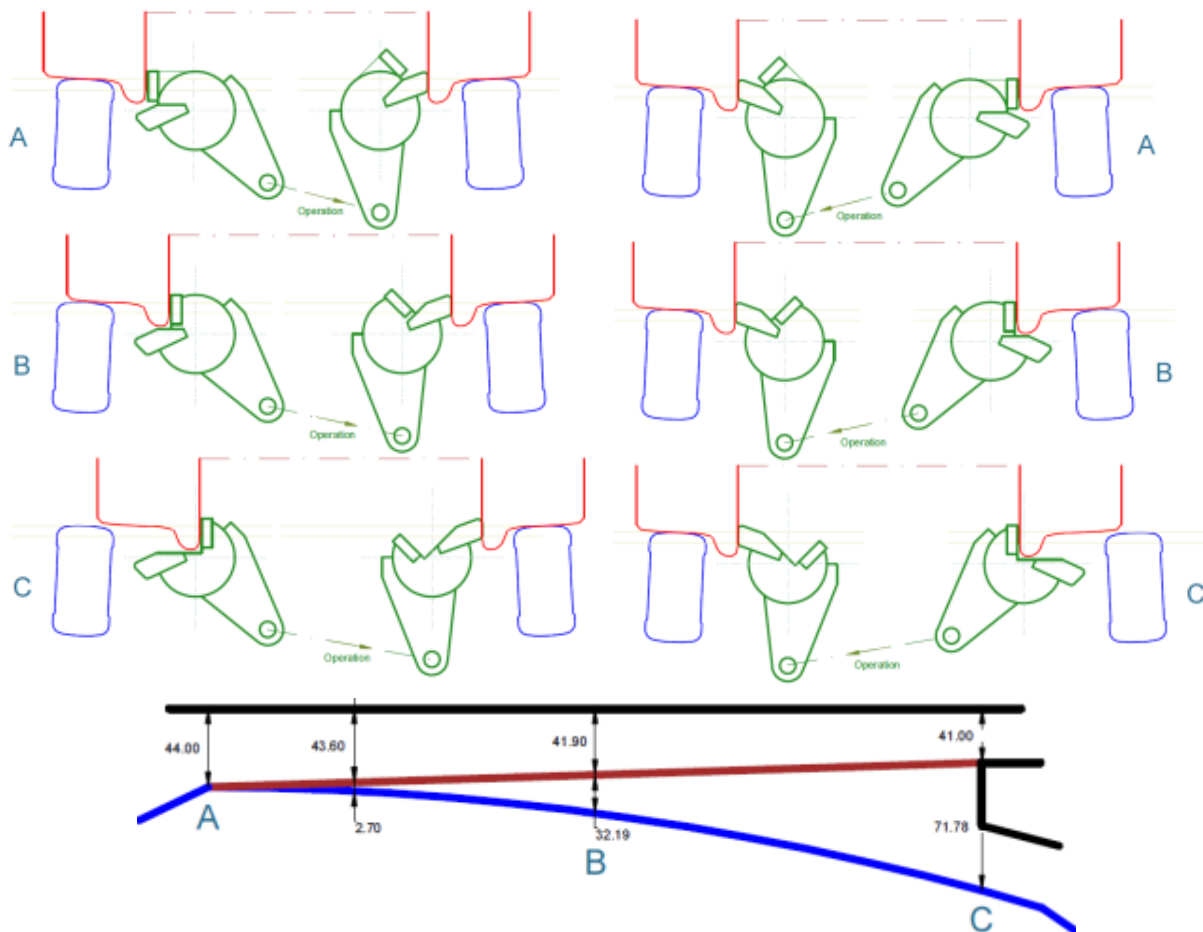 A
Operation
Operation
A
B
Operation
Operation
B
C
Operation
Operation
C
44.00
43.60
41.90
41.00
A
2.70
B
32.19
71.78
C